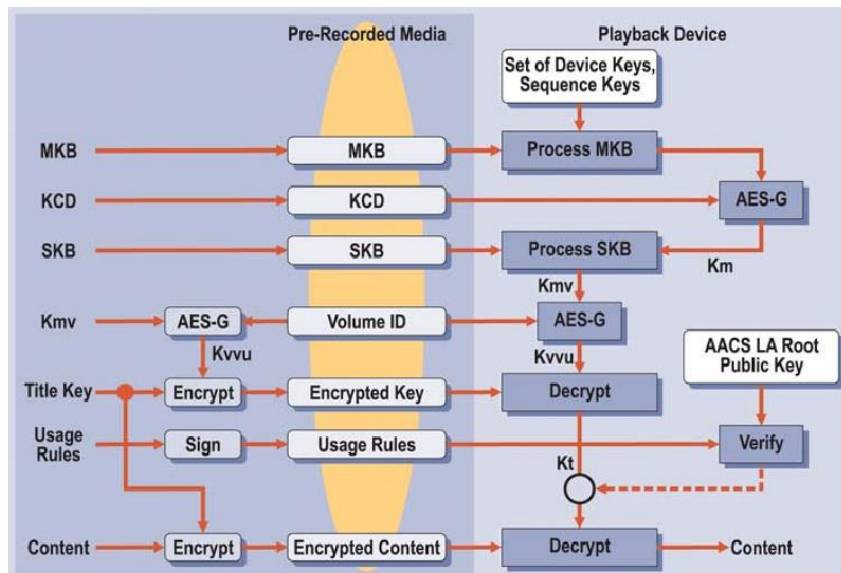 Pre-Recorded Media
Playback Device
Set of Device Keys,
Sequence Keys
MKB
MKB
Process MKB
KCD
KCD
AES-G
SKB
SKB
Process SKB
Km
Kmv
Kmv
AES-G
Volume ID
AES-G
Kvvu
Kvvu
AACS LA Root
Public Key
Title Key
Encrypt
Encrypted Key
Decrypt
Usage
Rules
Sign
Usage Rules
Verify
Kt
Content
Encrypt
Encrypted Content
Decrypt
Content